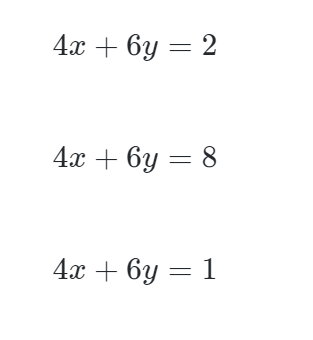 4x + 6y = 2
4x + 6y = 8
4x + 6y = 1